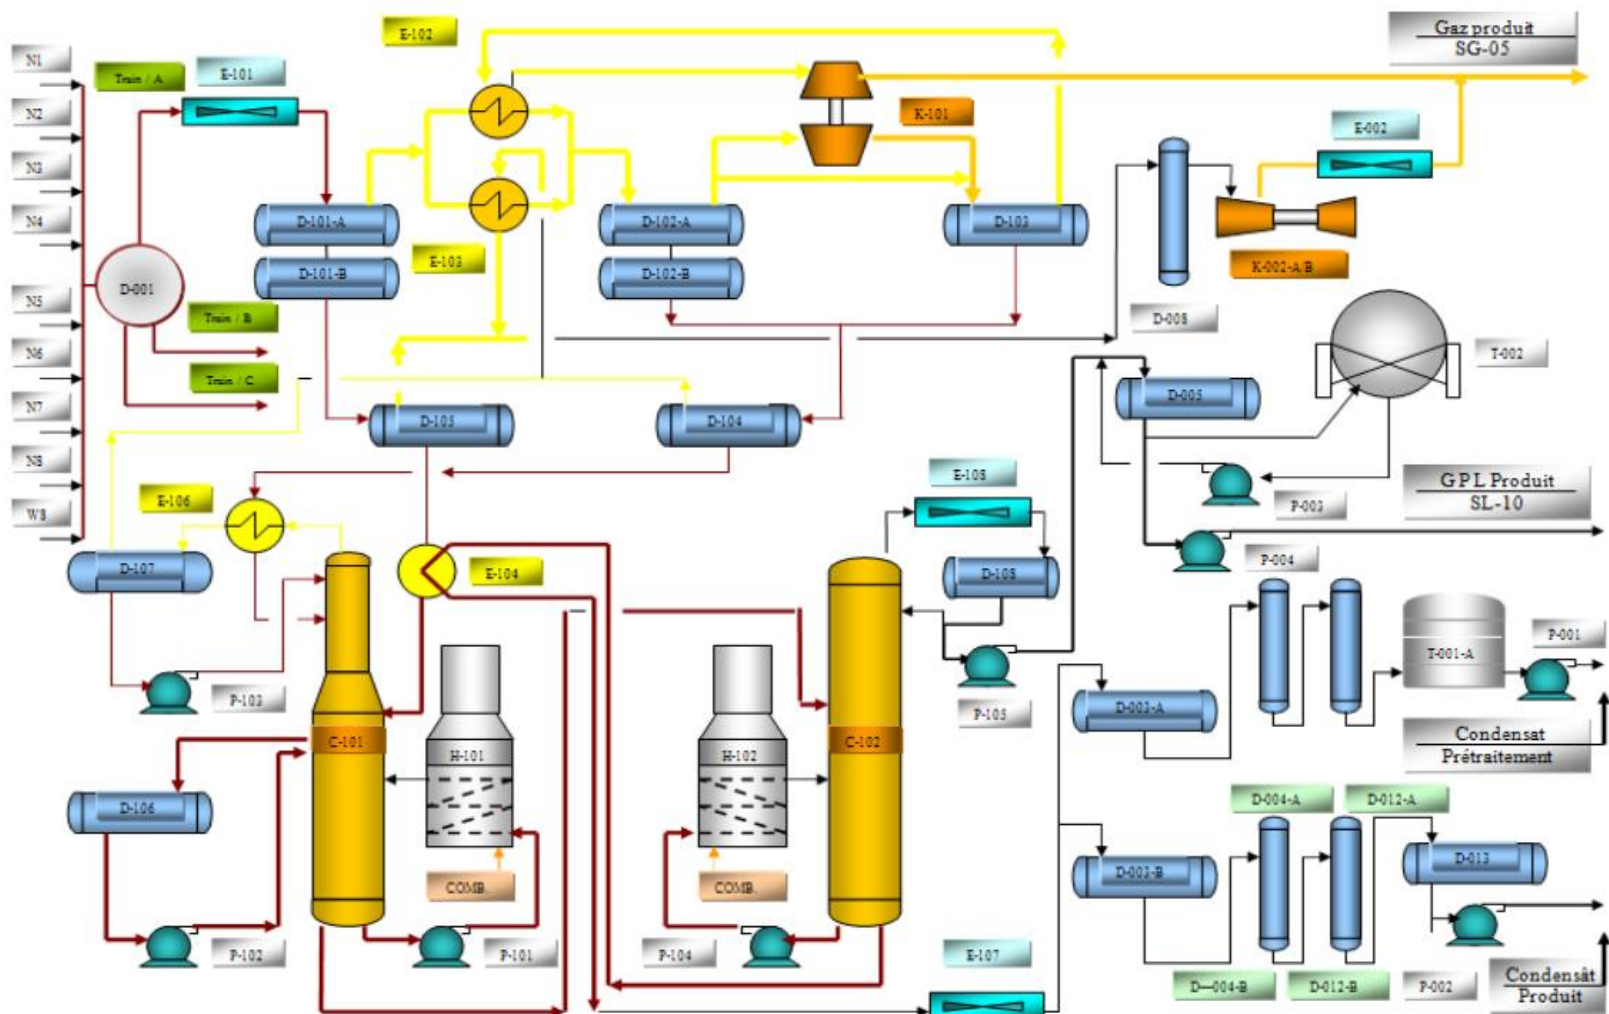 N1
N2
N3
N4
N5
N6
N7
N8
W8
Train / A
E-101
E-102
K-101
Gaz produit
SG-05
E-002
D-001
D-101-A
D-101-B
E-103
D-102-A
D-102-B
D-103
K-002-A/B
Train / B
Train / C
D-008
T-002
D-005
D-105
D-104
E-106
E-108
P-003
GPL Produit
SL-10
D-107
E-104
D-108
P-004
P-103
P-105
T-001-A
P-001
D-003-A
C-101
H-101
H-102
C-102
Condensat
Prétraitement
D-106
D-004-A
D-012-A
D-003-B
D-013
COMB.
COMB.
P-102
P-101
P-104
E-107
D—004-B
D-012-B
P-002
Condensât
Produit